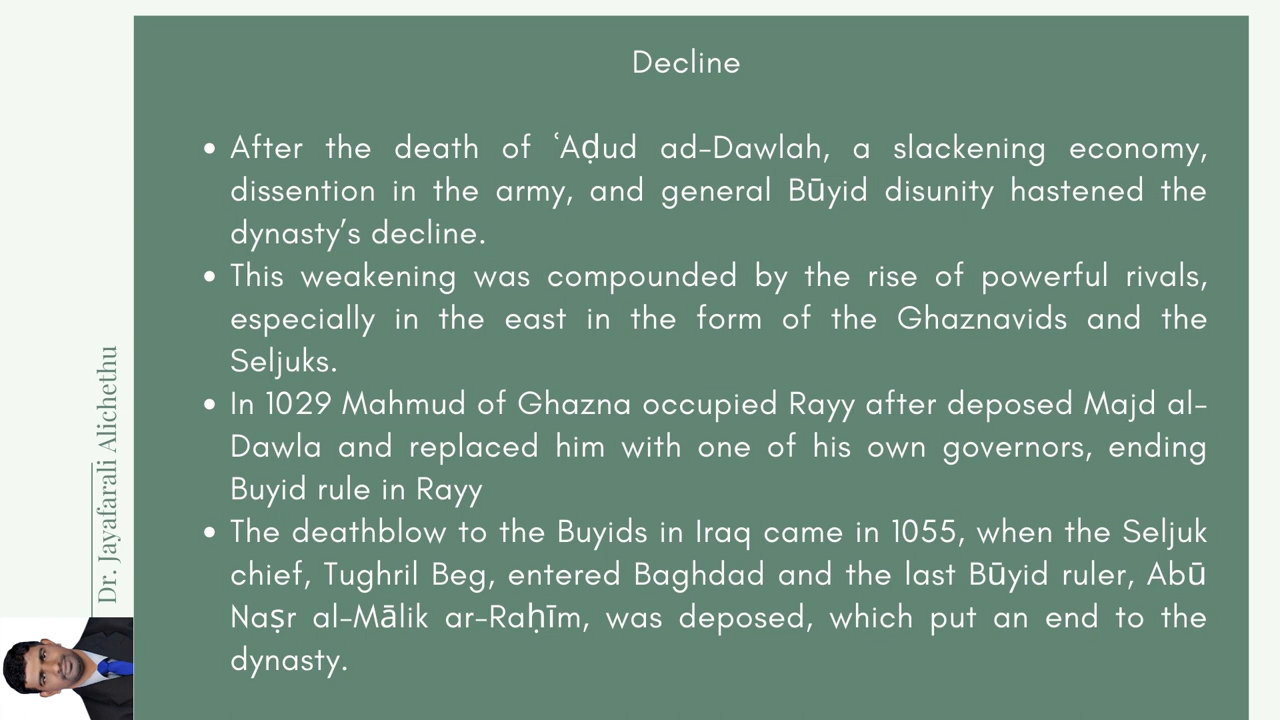 Decline
• After the death of ʿAḍud ad-Dawlah, a slackening economy,
dissention in the army, and general Būyid disunity hastened the
dynasty’s decline.
• This weakening was compounded by the rise of powerful rivals,
especially in the east in the form of the Ghaznavids and the
Seljuks.
• In 1029 Mahmud of Ghazna occupied Rayy after deposed Majd al-
Dawla and replaced him with one of his own governors, ending
Buyid rule in Rayy
• The deathblow to the Buyids in Iraq came in 1055, when the Seljuk
chief, Tughril Beg, entered Baghdad and the last Būyid ruler, Abū
Naṣr al-Mālik ar-Raḥīm, was deposed, which put an end to the
dynasty.
Dr. Jayafarali Alichethu